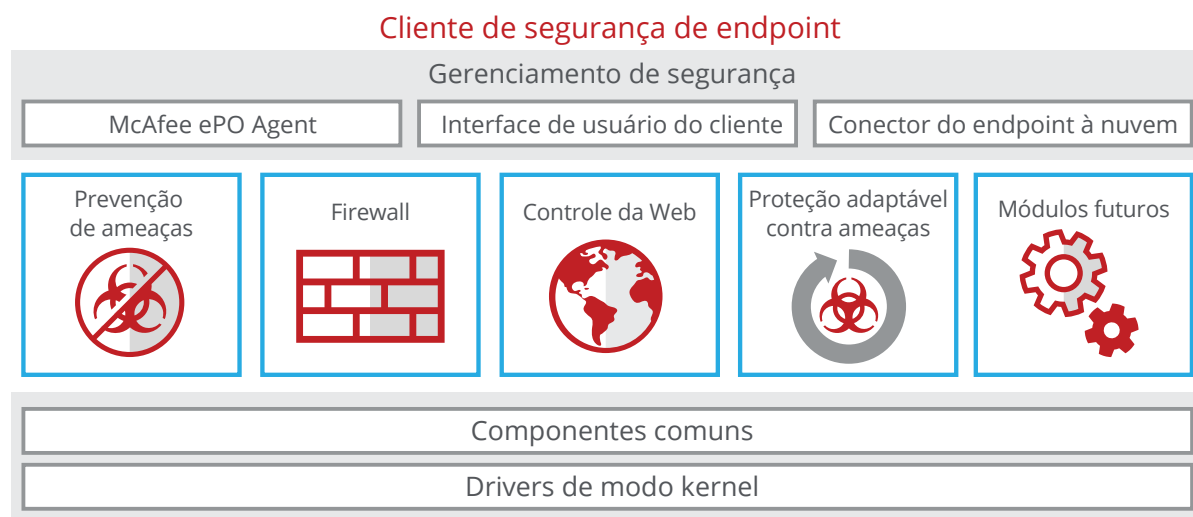 Cliente de segurança de endpoint
Gerenciamento de segurança
McAfee ePO Agent
Interface de usuário do cliente
Conector do endpoint à nuvem
Prevenção
de ameaças
Firewall
Controle da Web
Proteção adaptável
contra ameaças
Módulos futuros
Componentes comuns
Drivers de modo kernel